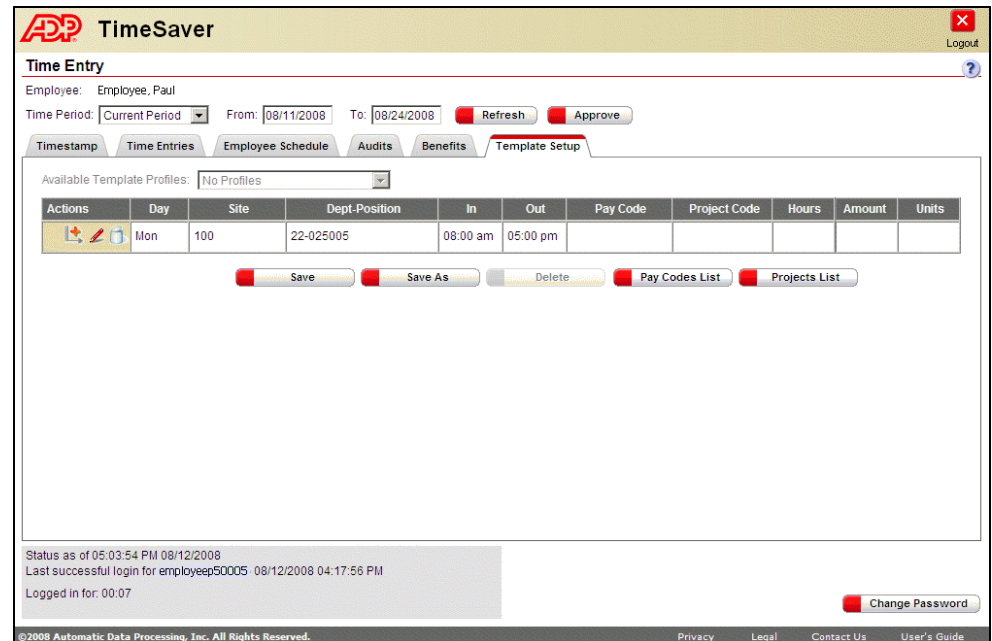 ADP TimeSaver
Logout
Time Entry
?
Employee: Employee, Paul
Time Period: Current Period From: 08/11/2008 To: 08/24/2008 Refresh Approve
Timestamp Time Entries Employee Schedule Audits Benefits Template Setup
Available Template Profiles: No Profiles
Actions Day Site Dept-Position In Out Pay Code Project Code Hours Amount Units
Mon 100 22-025005 08:00 am 05:00 pm
Save Save As Delete Pay Codes List Projects List
Status as of 05:03:54 PM 08/12/2008
Last successful login for employeep50005 08/12/2008 04:17:56 PM
Logged in for: 00:07
Change Password
©2008 Automatic Data Processing, Inc. All Rights Reserved. Privacy Legal Contact Us User's Guide